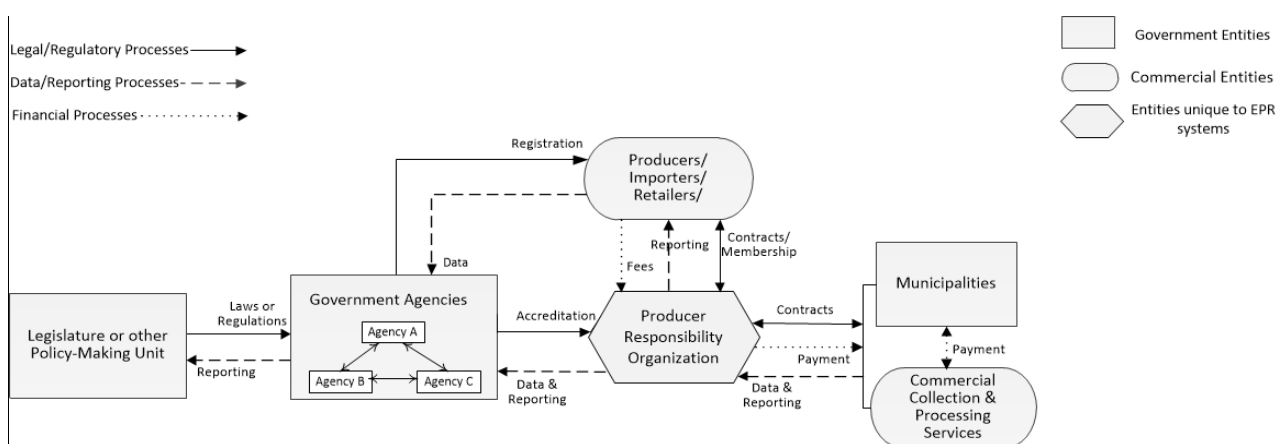 Legal/Regulatory Processes
Data/Reporting Processes
Financial Processes
Government Entities
Commercial Entities
Entities unique to EPR
systems
Registration
Producers/
Importers/
Retailers/
Data
Fees
Reporting
Contracts/
Membership
Legislature or other
Policy-Making Unit
Laws or
Regulations
Reporting
Government Agencies
Agency A
Agency B
Agency C
Accreditation
Data &
Reporting
Producer
Responsibility
Organization
Contracts
Payment
Data &
Reporting
Municipalities
Payment
Commercial
Collection &
Processing
Services